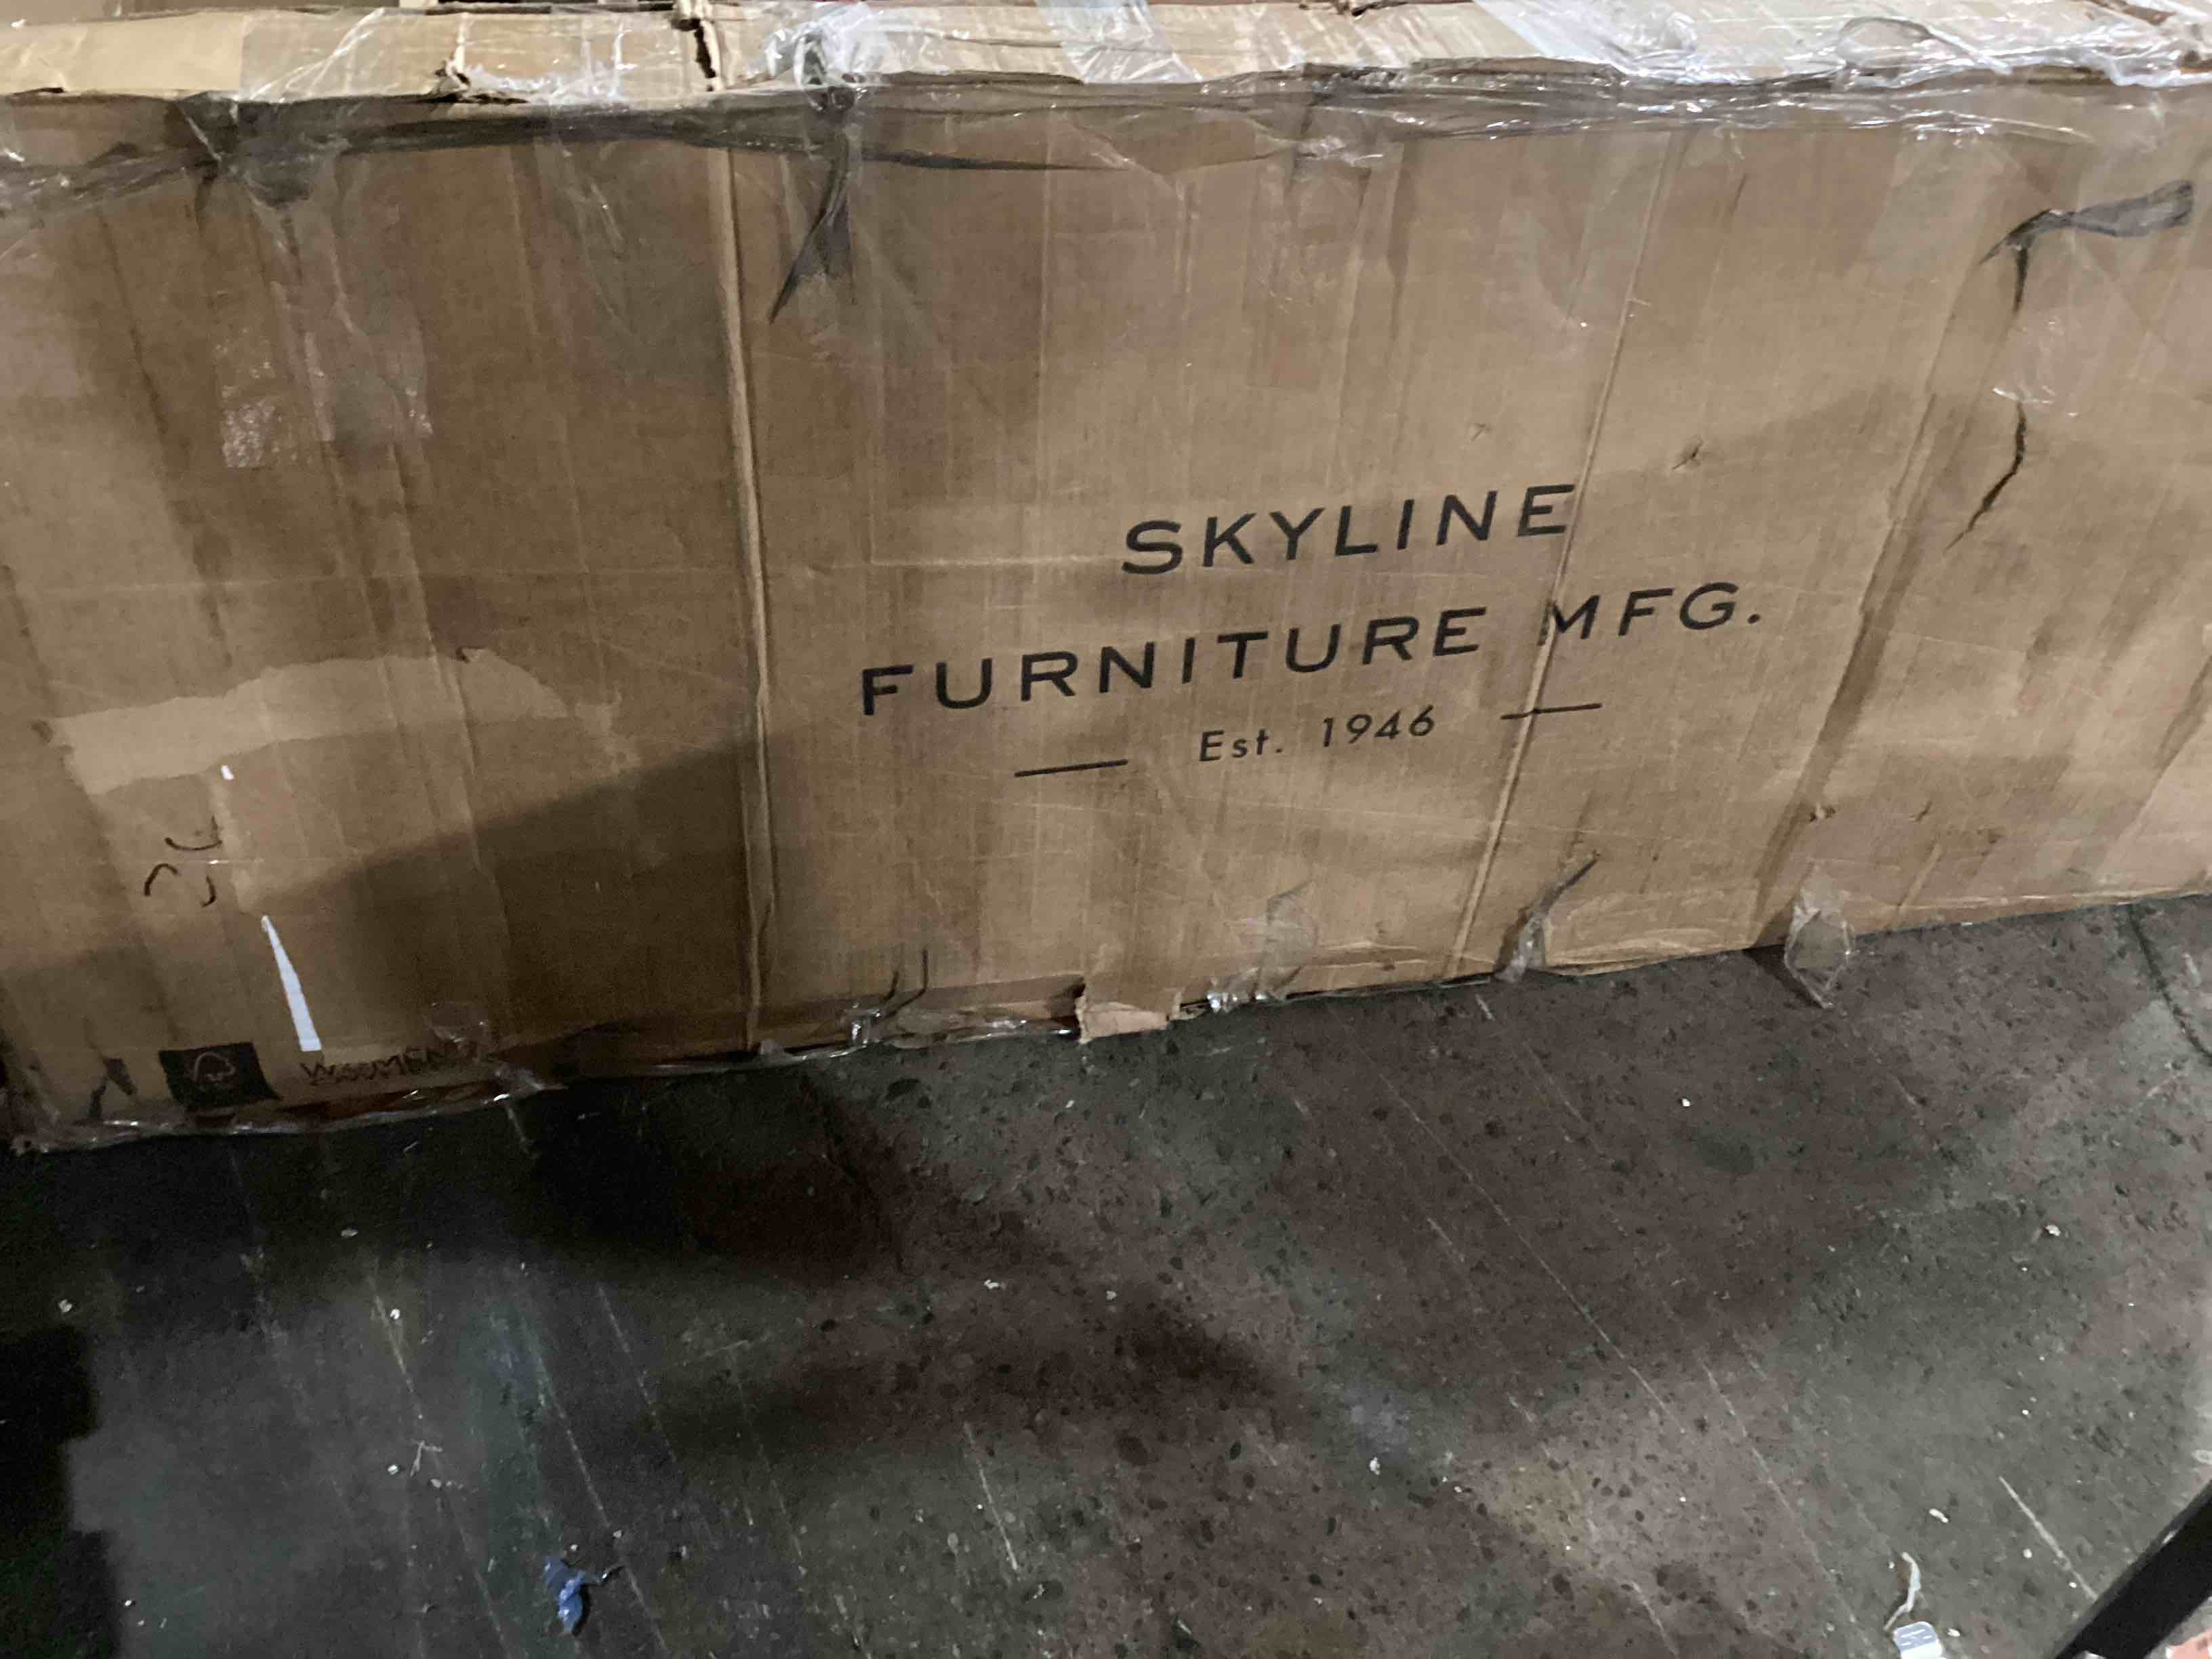 SKYLINE
FURNITURE MFG.
Est. 1946